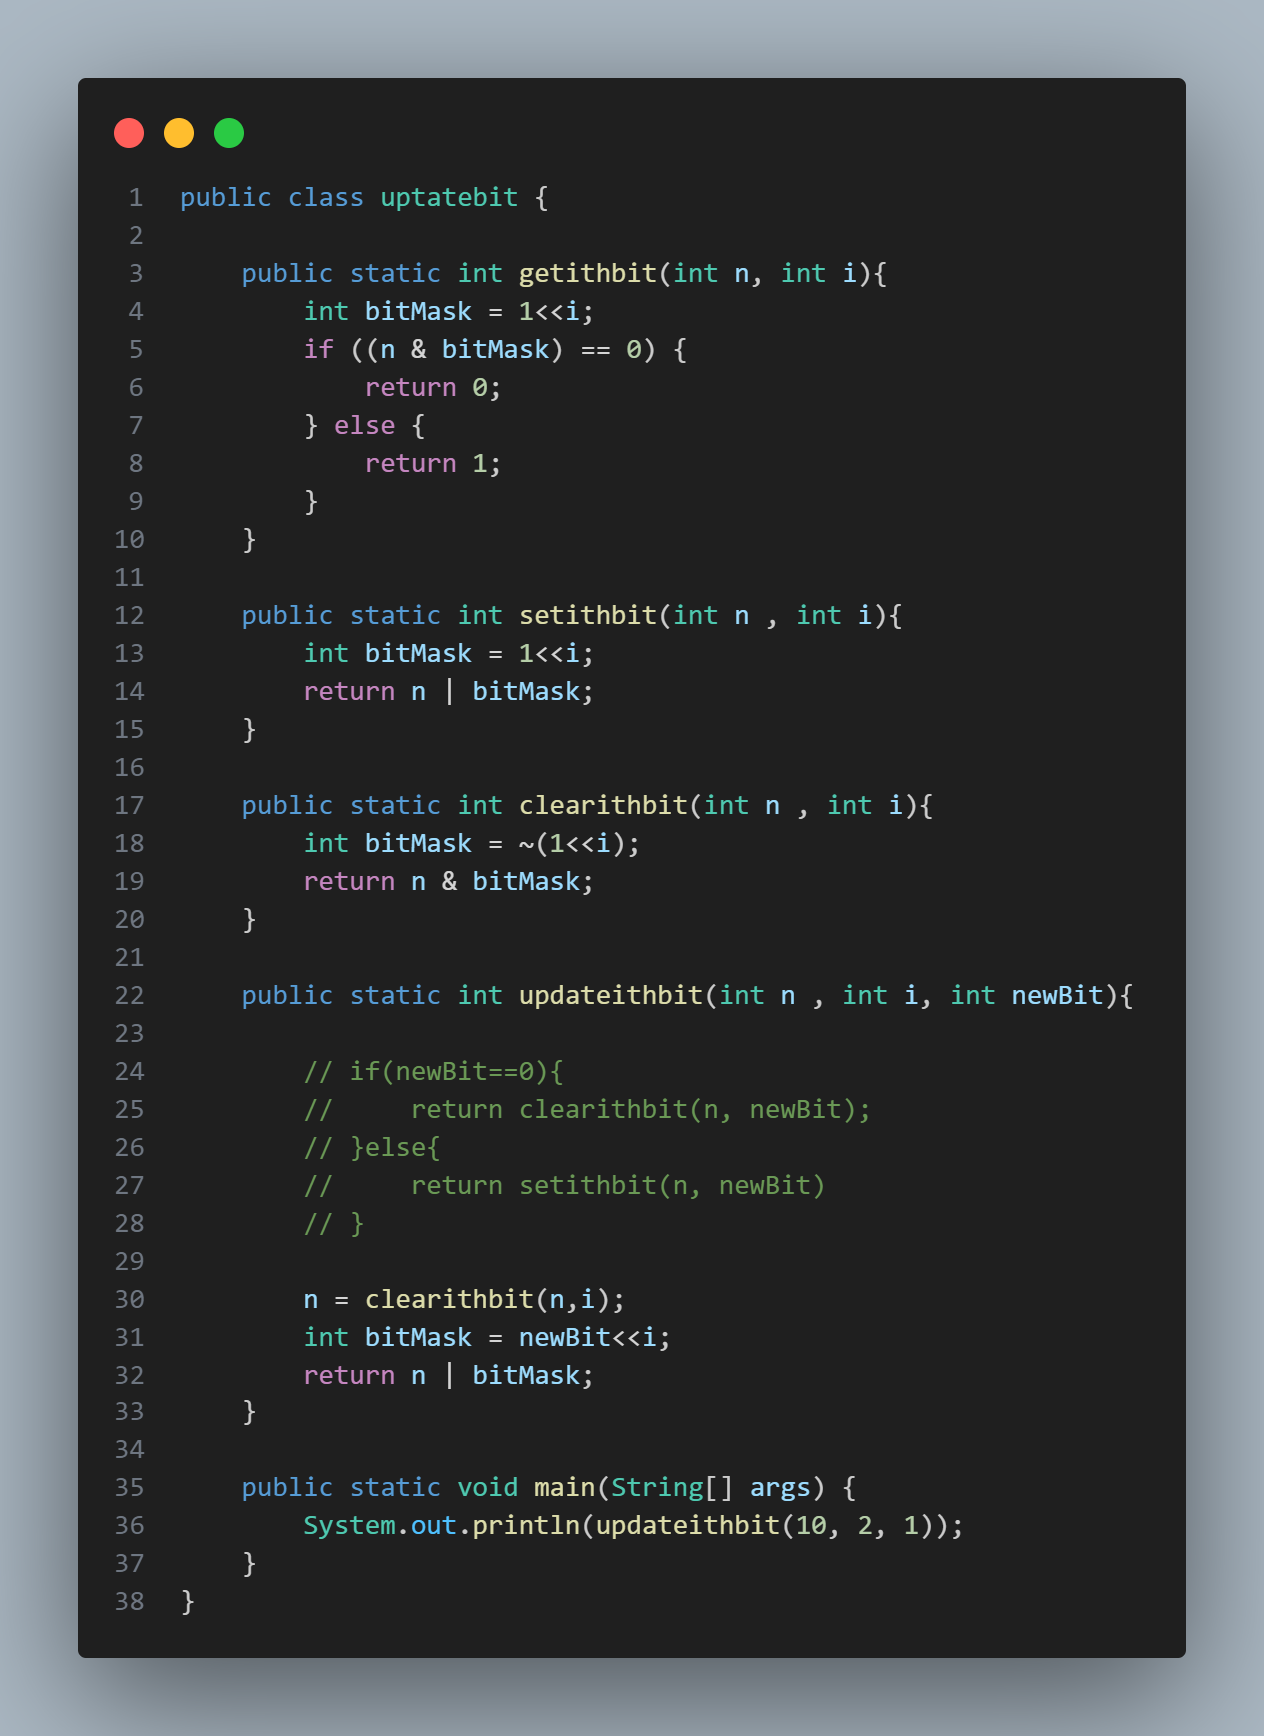 1 public class uptatebit {
2
3     public static int getithbit(int n, int i){
4         int bitMask = 1<<i;
5         if ((n & bitMask) == 0) {
6             return 0;
7         } else {
8             return 1;
9         }
10     }
11
12     public static int setithbit(int n , int i){
13         int bitMask = 1<<i;
14         return n | bitMask;
15     }
16
17     public static int clearithbit(int n , int i){
18         int bitMask = ~(1<<i);
19         return n & bitMask;
20     }
21
22     public static int updateithbit(int n , int i, int newBit){
23
24         // if(newBit==0){
25         //     return clearithbit(n, newBit);
26         // }else{
27         //     return setithbit(n, newBit)
28         // }
29
30         n = clearithbit(n,i);
31         int bitMask = newBit<<i;
32         return n | bitMask;
33     }
34
35     public static void main(String[] args) {
36         System.out.println(updateithbit(10, 2, 1));
37     }
38 }